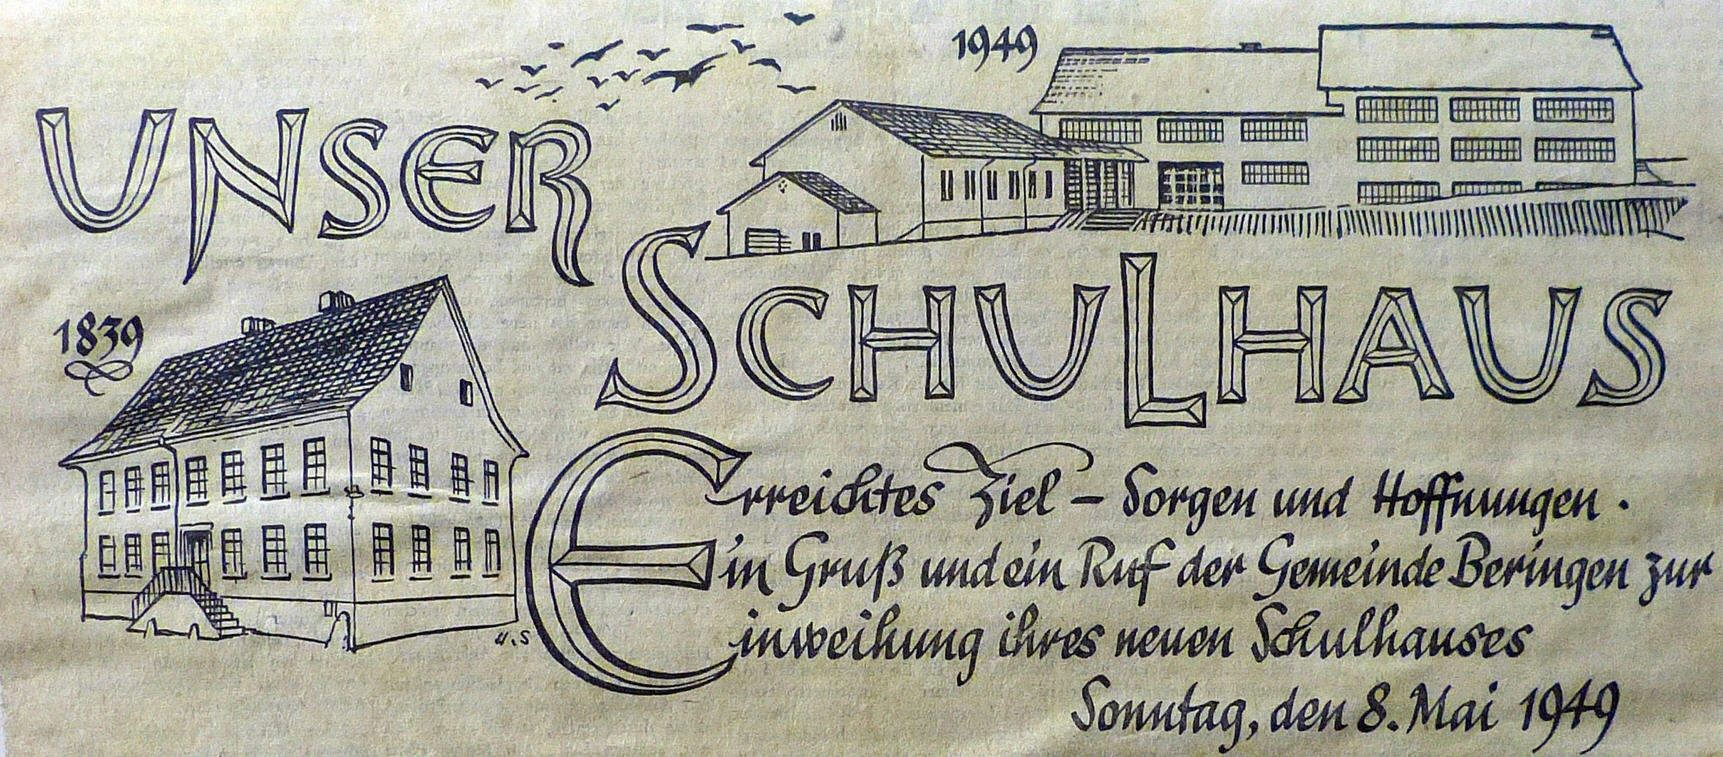 1949
UNSER
SCHULHAUS
1839
Erreichtes Ziel – Sorgen und Hoffnungen.
Ein Gruß und ein Ruf der Gemeinde Beringen zur
Einweihung ihres neuen Schulhauses
u.s
Sonntag, den 8. Mai 1949